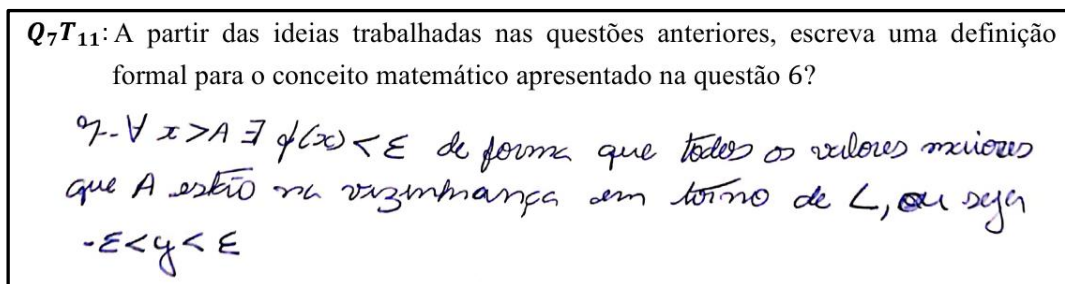 Q₇T₁₁: A partir das ideias trabalhadas nas questões anteriores, escreva uma definição
formal para o conceito matemático apresentado na questão 6?
7-∀ x>A ∃ f(x)<ε de forma que todos os valores maiores
que A estão na vizinhança em torno de L, ou seja
-ε<y<ε